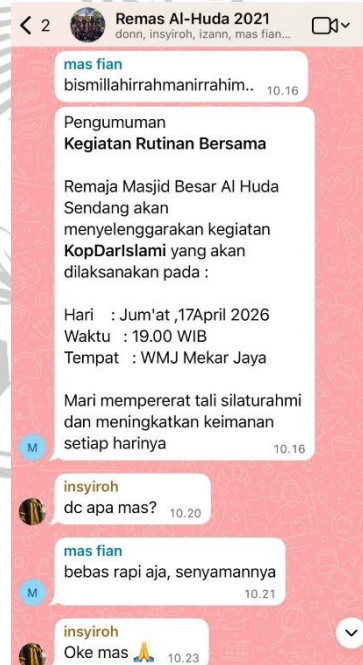 2
Remas Al-Huda 2021
donn, insyiroh, izann, mas fian...
mas fian
bismillahirrahmanirrahim.. 10.16
Pengumuman
Kegiatan Rutinan Bersama
Remaja Masjid Besar Al Huda
Sendang akan
menyelenggarakan kegiatan
KopDarIslami yang akan
dilaksanakan pada :
Hari : Jum'at ,17April 2026
Waktu : 19.00 WIB
Tempat : WMJ Mekar Jaya
Mari mempererat tali silaturahmi
dan meningkatkan keimanan
setiap harinya 10.16
M
insyiroh
dc apa mas? 10.20
mas fian
bebas rapi aja, senyamannya
10.21
M
insyiroh
Oke mas 🙏 10.23